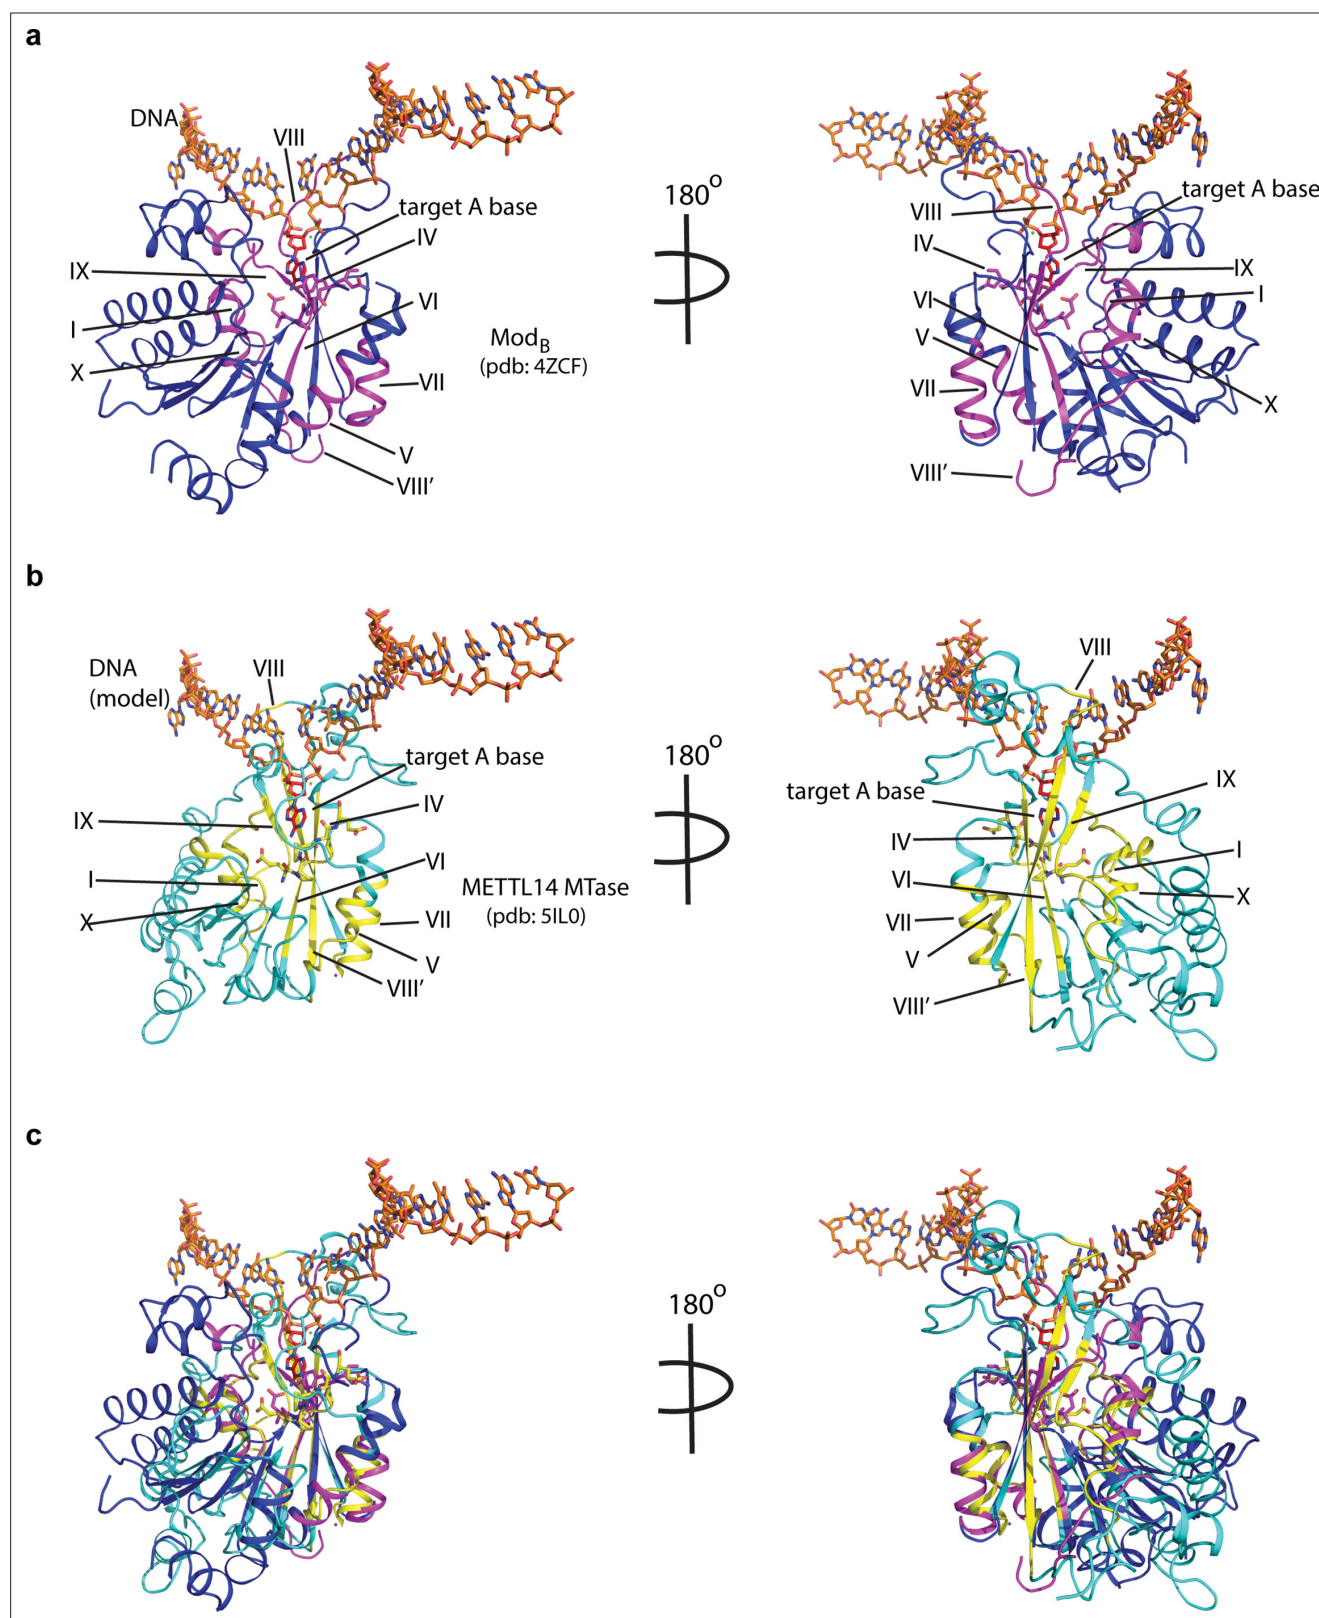 a
DNA
VIII
target A base
IV
IX
VI
I
Mod_B
(pdb: 4ZCF)
X
VII
V
VIII′
180°
target A base
VIII
IV
IX
VI
I
V
VII
X
VIII′
b
DNA
(model)
VIII
target A base
IV
IX
VI
I
METTL14 MTase
(pdb: 5IL0)
X
VII
V
VIII′
180°
VIII
IX
target A base
IV
I
VI
X
VII
V
VIII′
c
180°